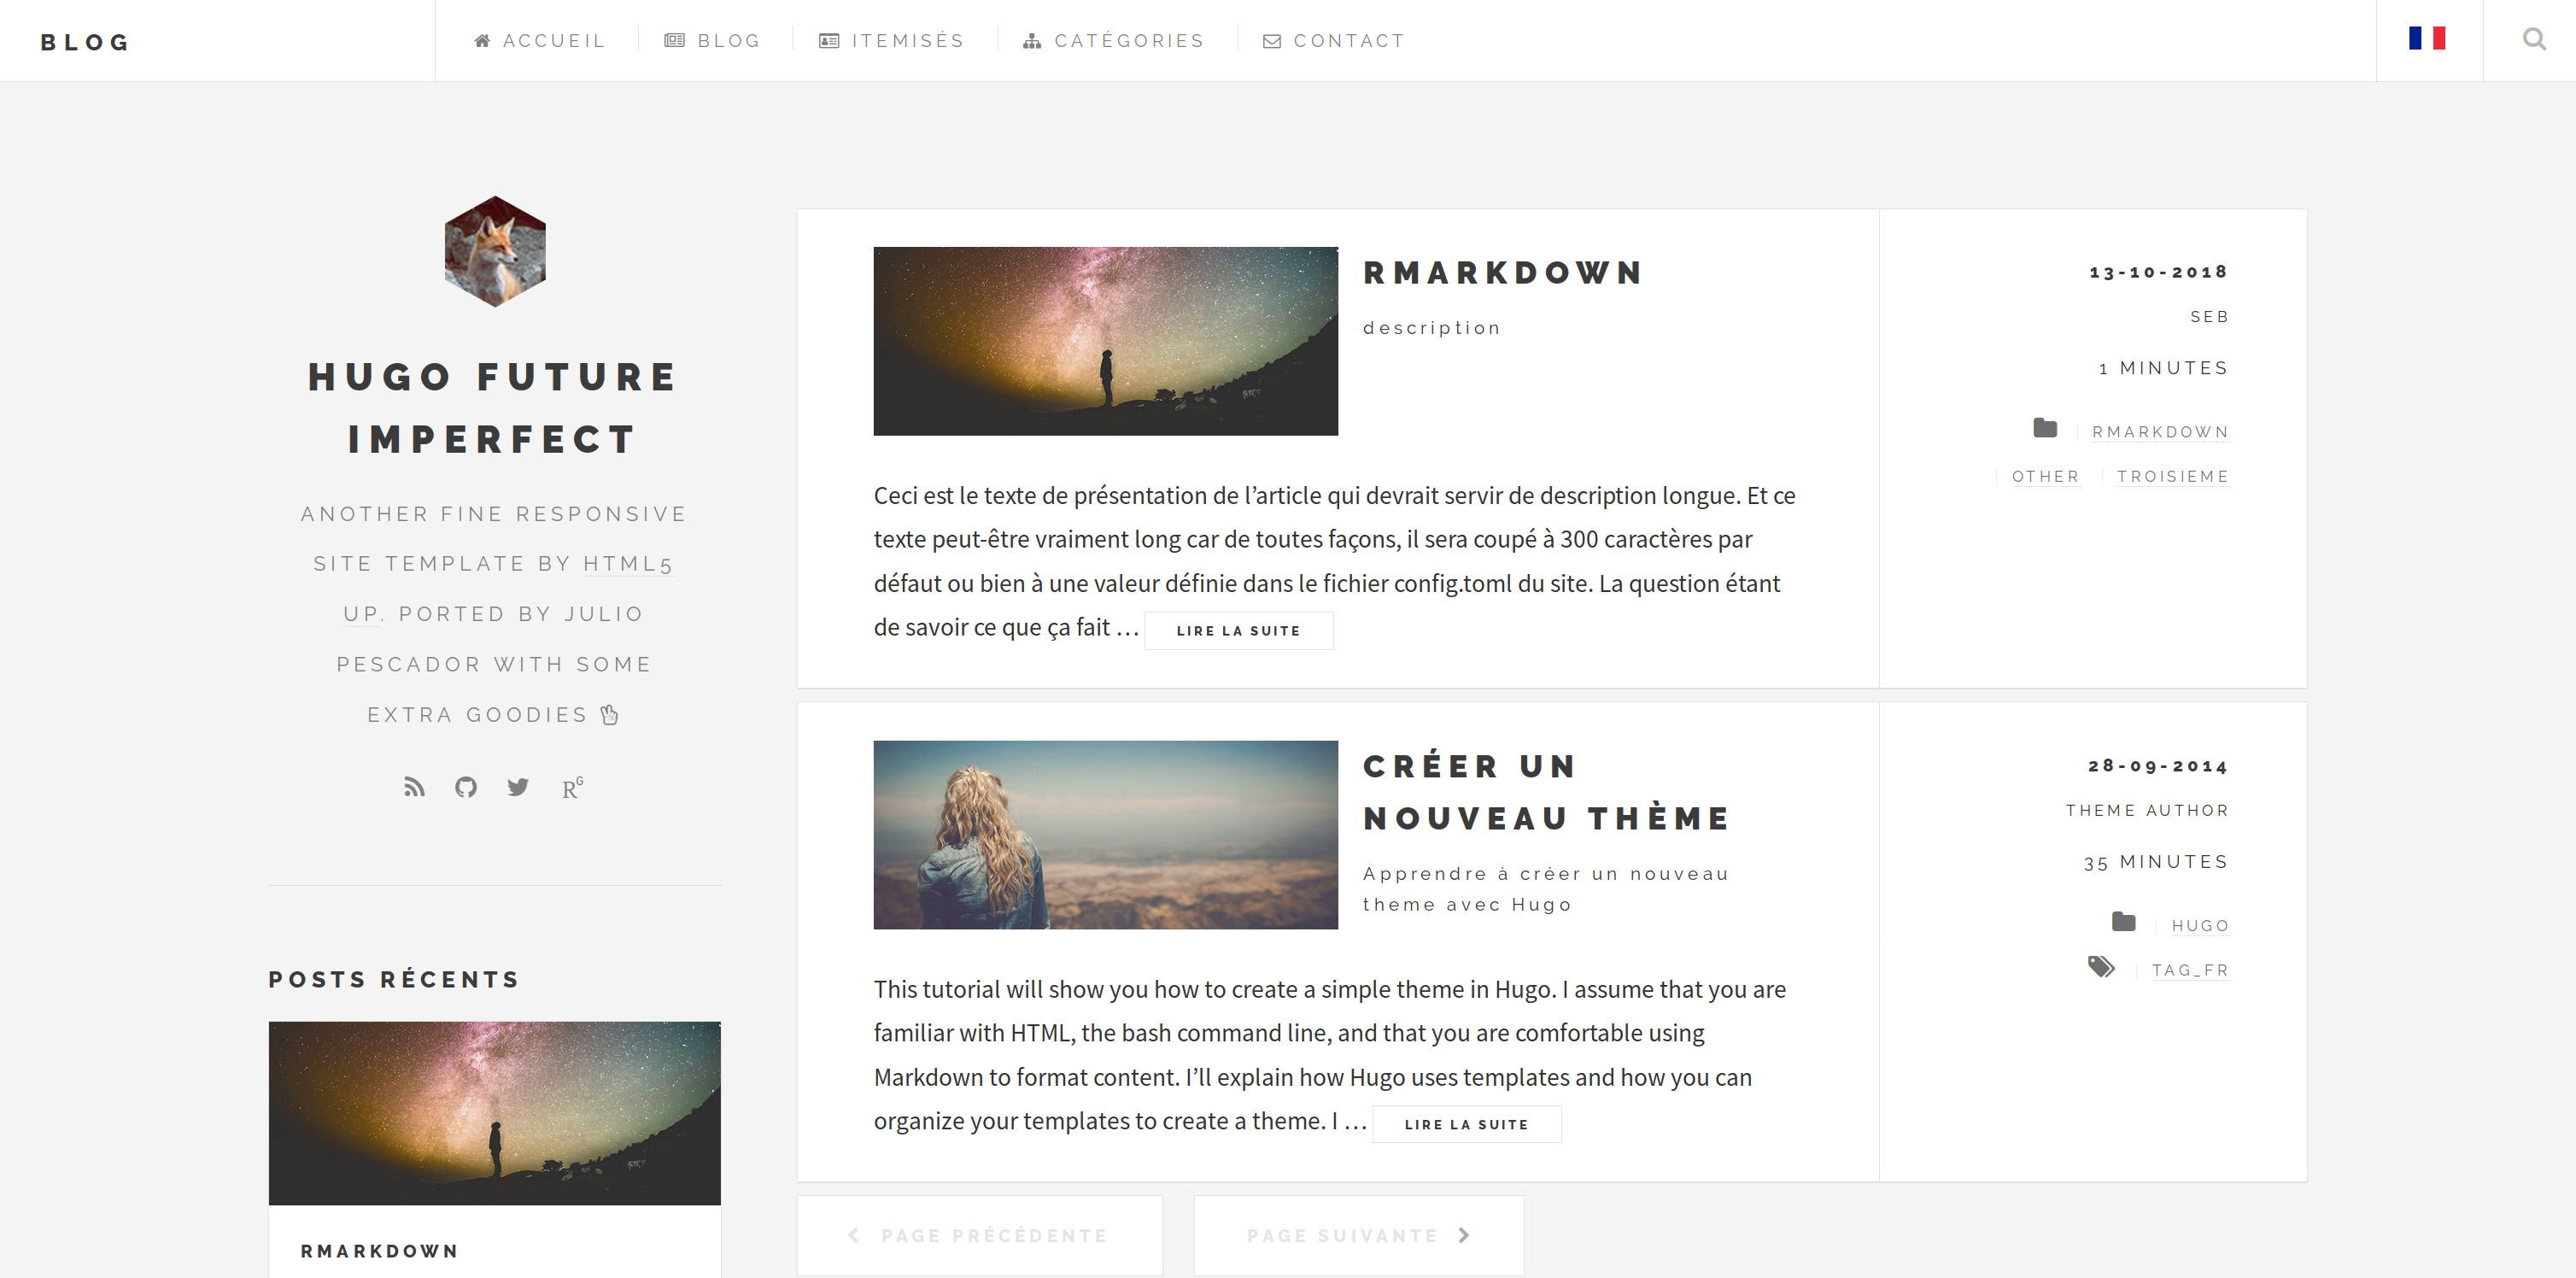 BLOG
ACCUEIL
BLOG
ITEMISÉS
CATÉGORIES
CONTACT
HUGO FUTURE
IMPERFECT
ANOTHER FINE RESPONSIVE
SITE TEMPLATE BY HTML5
UP. PORTED BY JULIO
PESCADOR WITH SOME
EXTRA GOODIES
RG
POSTS RÉCENTS
RMARKDOWN
RMARKDOWN
description
Ceci est le texte de présentation de l’article qui devrait servir de description longue. Et ce
texte peut-être vraiment long car de toutes façons, il sera coupé à 300 caractères par
défaut ou bien à une valeur définie dans le fichier config.toml du site. La question étant
de savoir ce que ça fait … LIRE LA SUITE
13-10-2018
SEB
1 MINUTES
RMARKDOWN
OTHER TROISIEME
CRÉER UN
NOUVEAU THÈME
Apprendre à créer un nouveau
theme avec Hugo
This tutorial will show you how to create a simple theme in Hugo. I assume that you are
familiar with HTML, the bash command line, and that you are comfortable using
Markdown to format content. I’ll explain how Hugo uses templates and how you can
organize your templates to create a theme. I … LIRE LA SUITE
28-09-2014
THEME AUTHOR
35 MINUTES
HUGO
TAG_FR
PAGE PRÉCÉDENTE
PAGE SUIVANTE